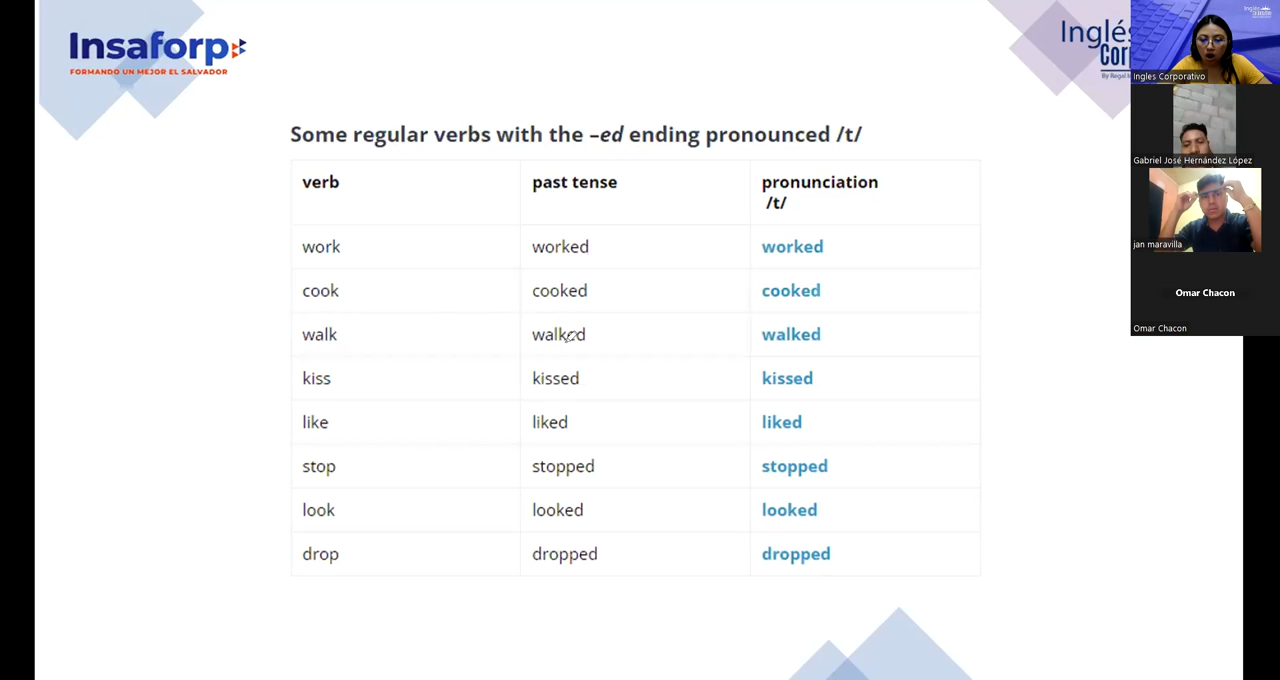 Insaforp
FORMANDO UN MEJOR EL SALVADOR
Inglés
By Regal
Some regular verbs with the –ed ending pronounced /t/
verb past tense pronunciation /t/
work worked worked
cook cooked cooked
walk walked walked
kiss kissed kissed
like liked liked
stop stopped stopped
look looked looked
drop dropped dropped
Ingles Corporativo
Gabriel José Hernández López
jan maravilla
Omar Chacon
Omar Chacon